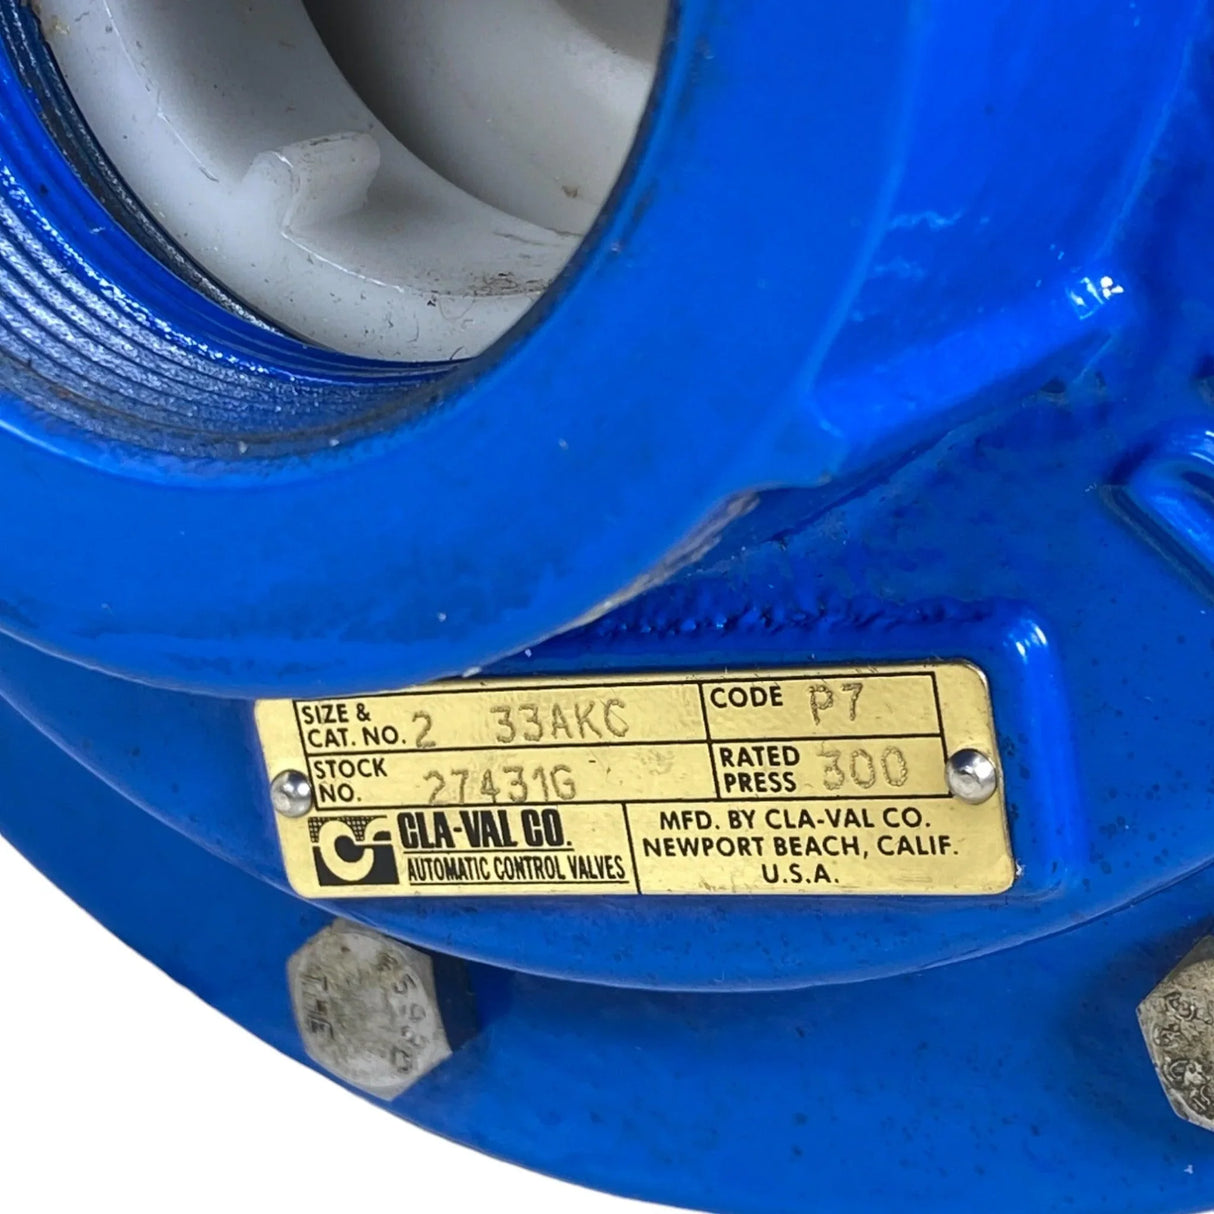 SIZE &
CAT. NO. 2 33AKC
CODE P7
STOCK
NO. 27431G
RATED
PRESS 300
CLA-VAL CO.
AUTOMATIC CONTROL VALVES
MFD. BY CLA-VAL CO.
NEWPORT BEACH, CALIF.
U.S.A.